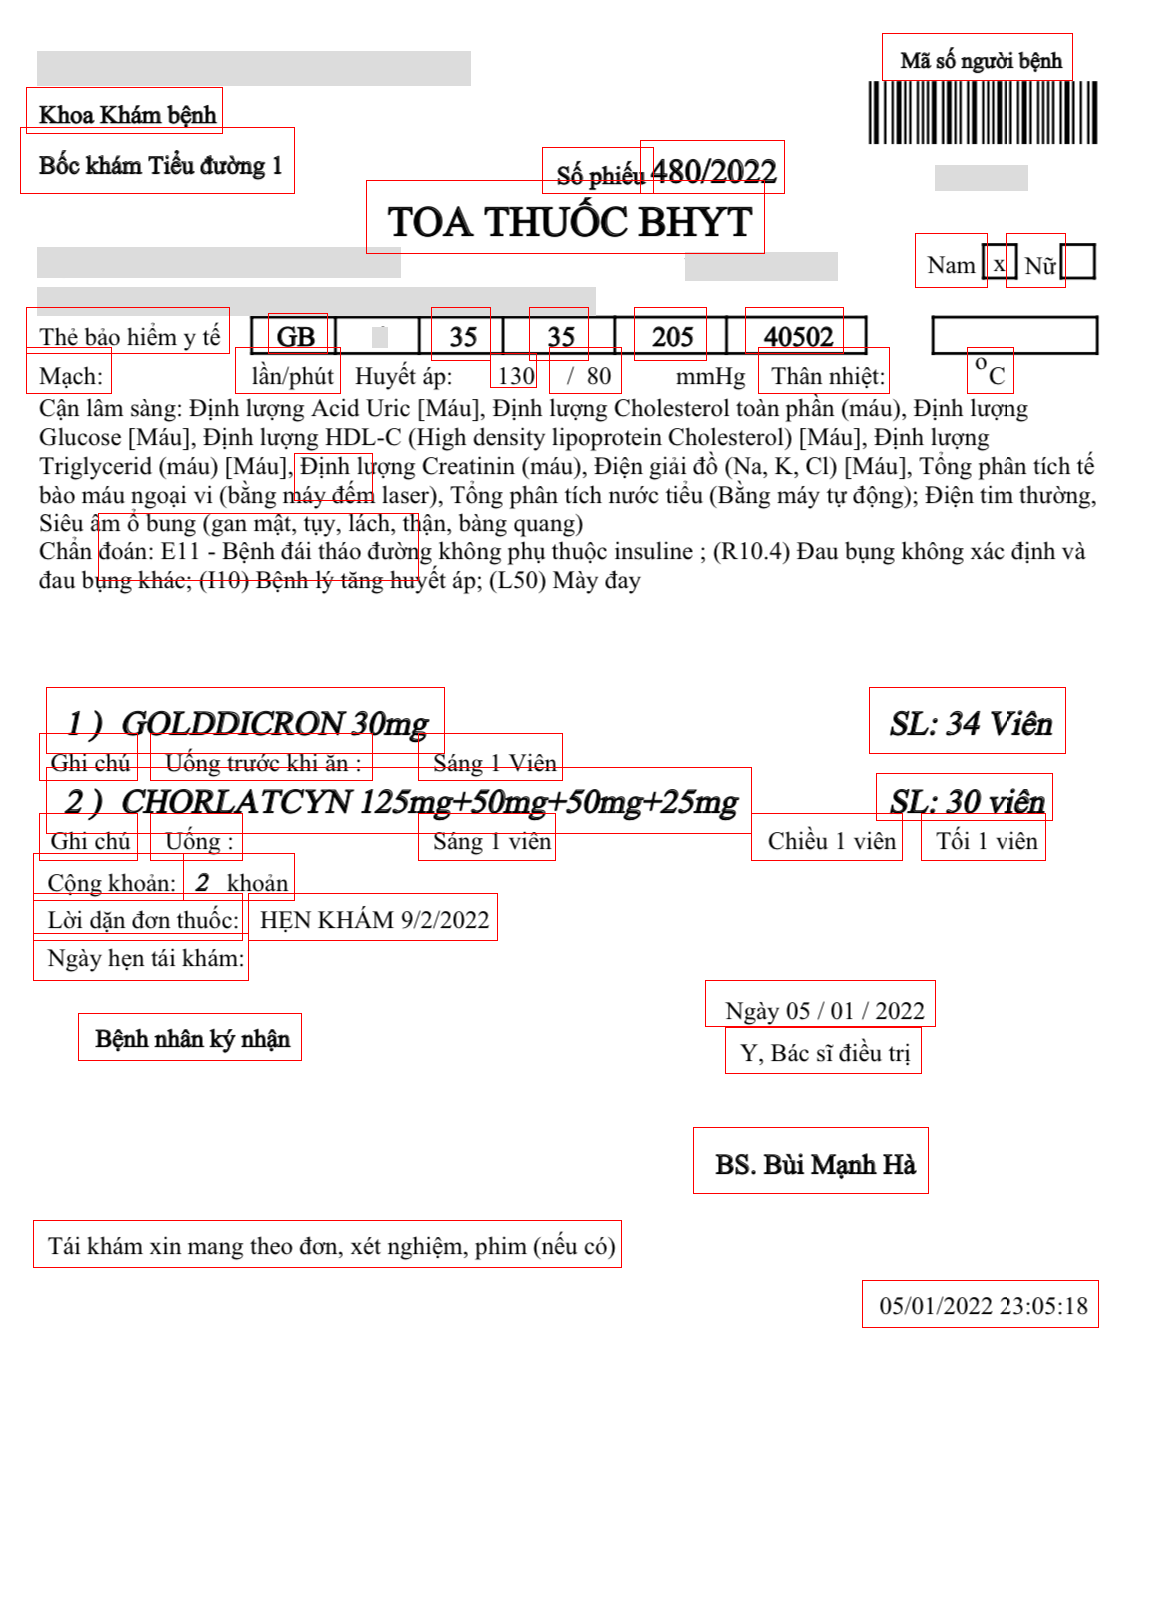 Mã số người bệnh
Khoa Khám bệnh
Bốc khám Tiểu đường 1
Số phiếu 480/2022
TOA THUỐC BHYT
Nam x Nữ
Thẻ bảo hiểm y tế GB 35 35 205 40502
Mạch: lần/phút Huyết áp: 130 / 80 mmHg Thân nhiệt: °C
Cận lâm sàng: Định lượng Acid Uric [Máu], Định lượng Cholesterol toàn phần (máu), Định lượng
Glucose [Máu], Định lượng HDL-C (High density lipoprotein Cholesterol) [Máu], Định lượng
Triglycerid (máu) [Máu], Định lượng Creatinin (máu), Điện giải đồ (Na, K, Cl) [Máu], Tổng phân tích tế
bào máu ngoại vi (bằng máy đếm laser), Tổng phân tích nước tiểu (Bằng máy tự động); Điện tim thường,
Siêu âm ổ bung (gan mật, tụy, lách, thận, bàng quang)
Chẩn đoán: E11 - Bệnh đái tháo đường không phụ thuộc insuline ; (R10.4) Đau bụng không xác định và
đau bụng khác; (I10) Bệnh lý tăng huyết áp; (L50) Mày đay
1 ) GOLDDICRON 30mg SL: 34 Viên
Ghi chú Uống trước khi ăn : Sáng 1 Viên
2 ) CHORLATCYN 125mg+50mg+50mg+25mg SL: 30 viên
Ghi chú Uống : Sáng 1 viên Chiều 1 viên Tối 1 viên
Cộng khoản: 2 khoản
Lời dặn đơn thuốc: HẸN KHÁM 9/2/2022
Ngày hẹn tái khám:
Ngày 05 / 01 / 2022
Bệnh nhân ký nhận
Y, Bác sĩ điều trị
BS. Bùi Mạnh Hà
Tái khám xin mang theo đơn, xét nghiệm, phim (nếu có)
05/01/2022 23:05:18